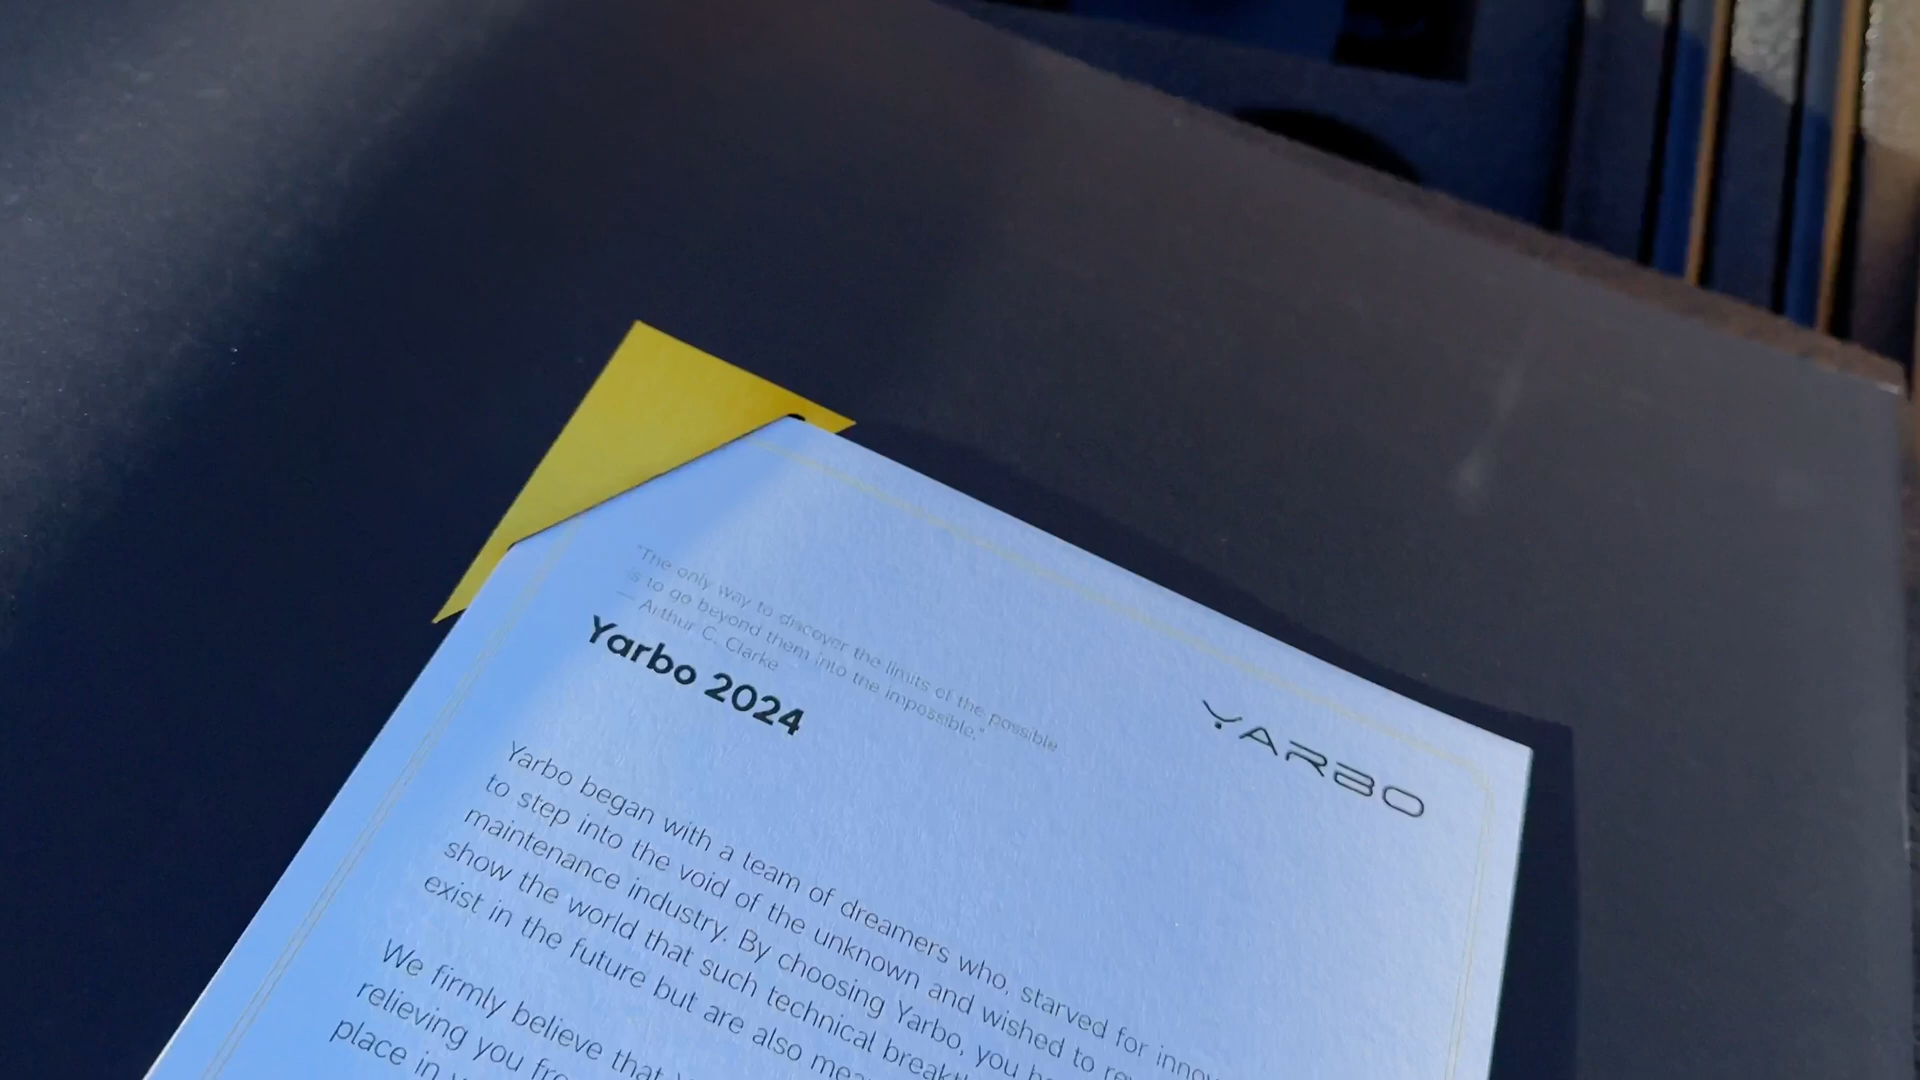 "The only way to discover the limits of the possible
is to go beyond them into the impossible."
— Arthur C. Clarke
Yarbo 2024
YARBO
Yarbo began with a team of dreamers who, starved for
to step into the void of the unknown and wished to
maintenance industry. By choosing Yarbo, you
show the world that such technical
exist in the future but are also
We firmly believe that
relieving you
place in